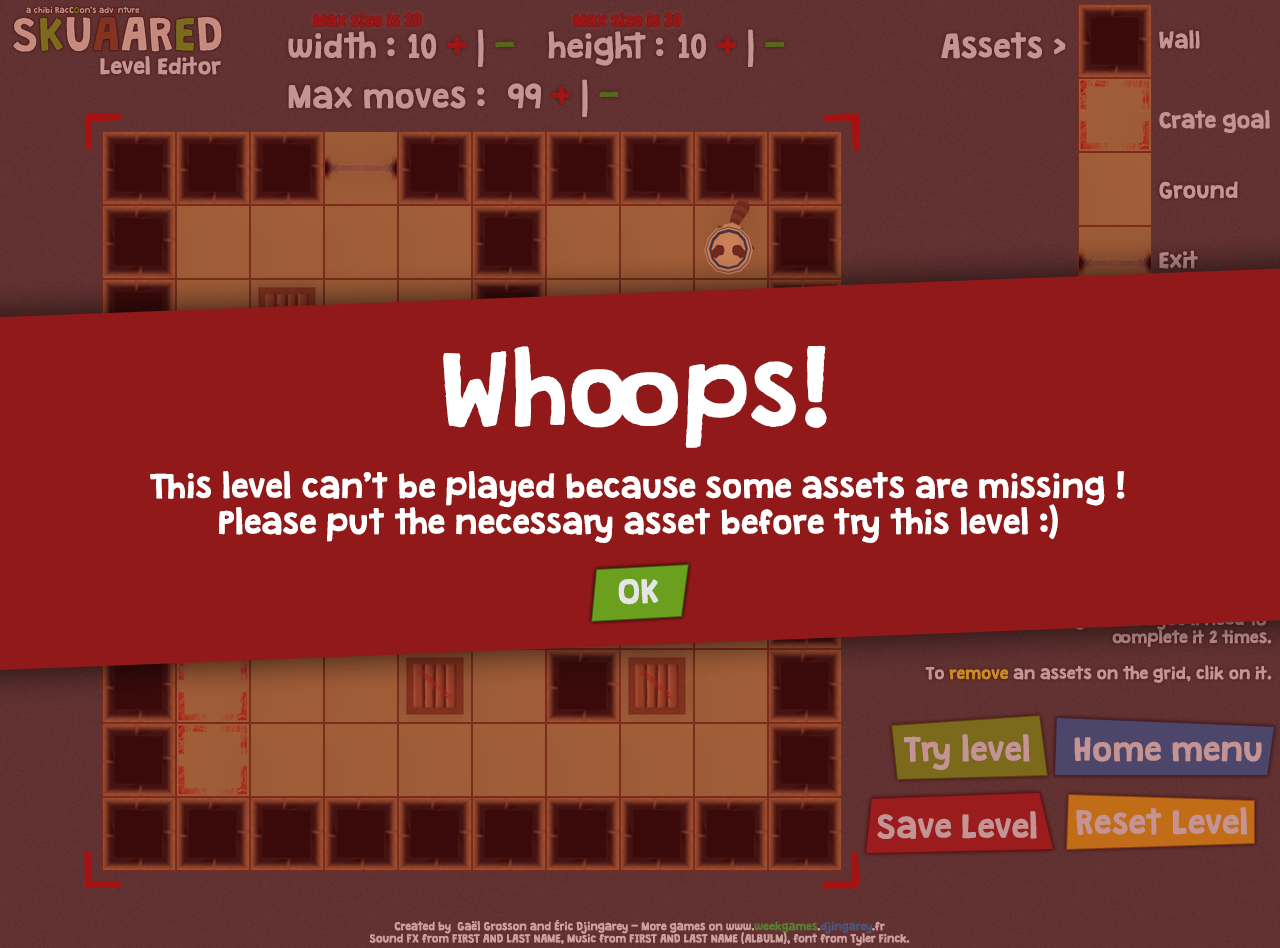 a chibi RacCoon's adventure
SKUAARED
Level Editor
Max size is 20 Max size is 20
width : 10 + | - height : 10 + | -
Max moves : 99 + | -
Assets >
Wall
Crate goal
Ground
Exit
Whoops!
This level can't be played because some assets are missing !
Please put the necessary asset before try this level :)
OK
complete it 2 times.
To remove an assets on the grid, clik on it.
Try level Home menu
Save Level Reset Level
Created by Gaël Grosson and Éric Djingarey - More games on www.weekgames.djingarey.fr
Sound FX from FIRST AND LAST NAME, Music from FIRST AND LAST NAME (ALBULM), font from Tyler Finck.